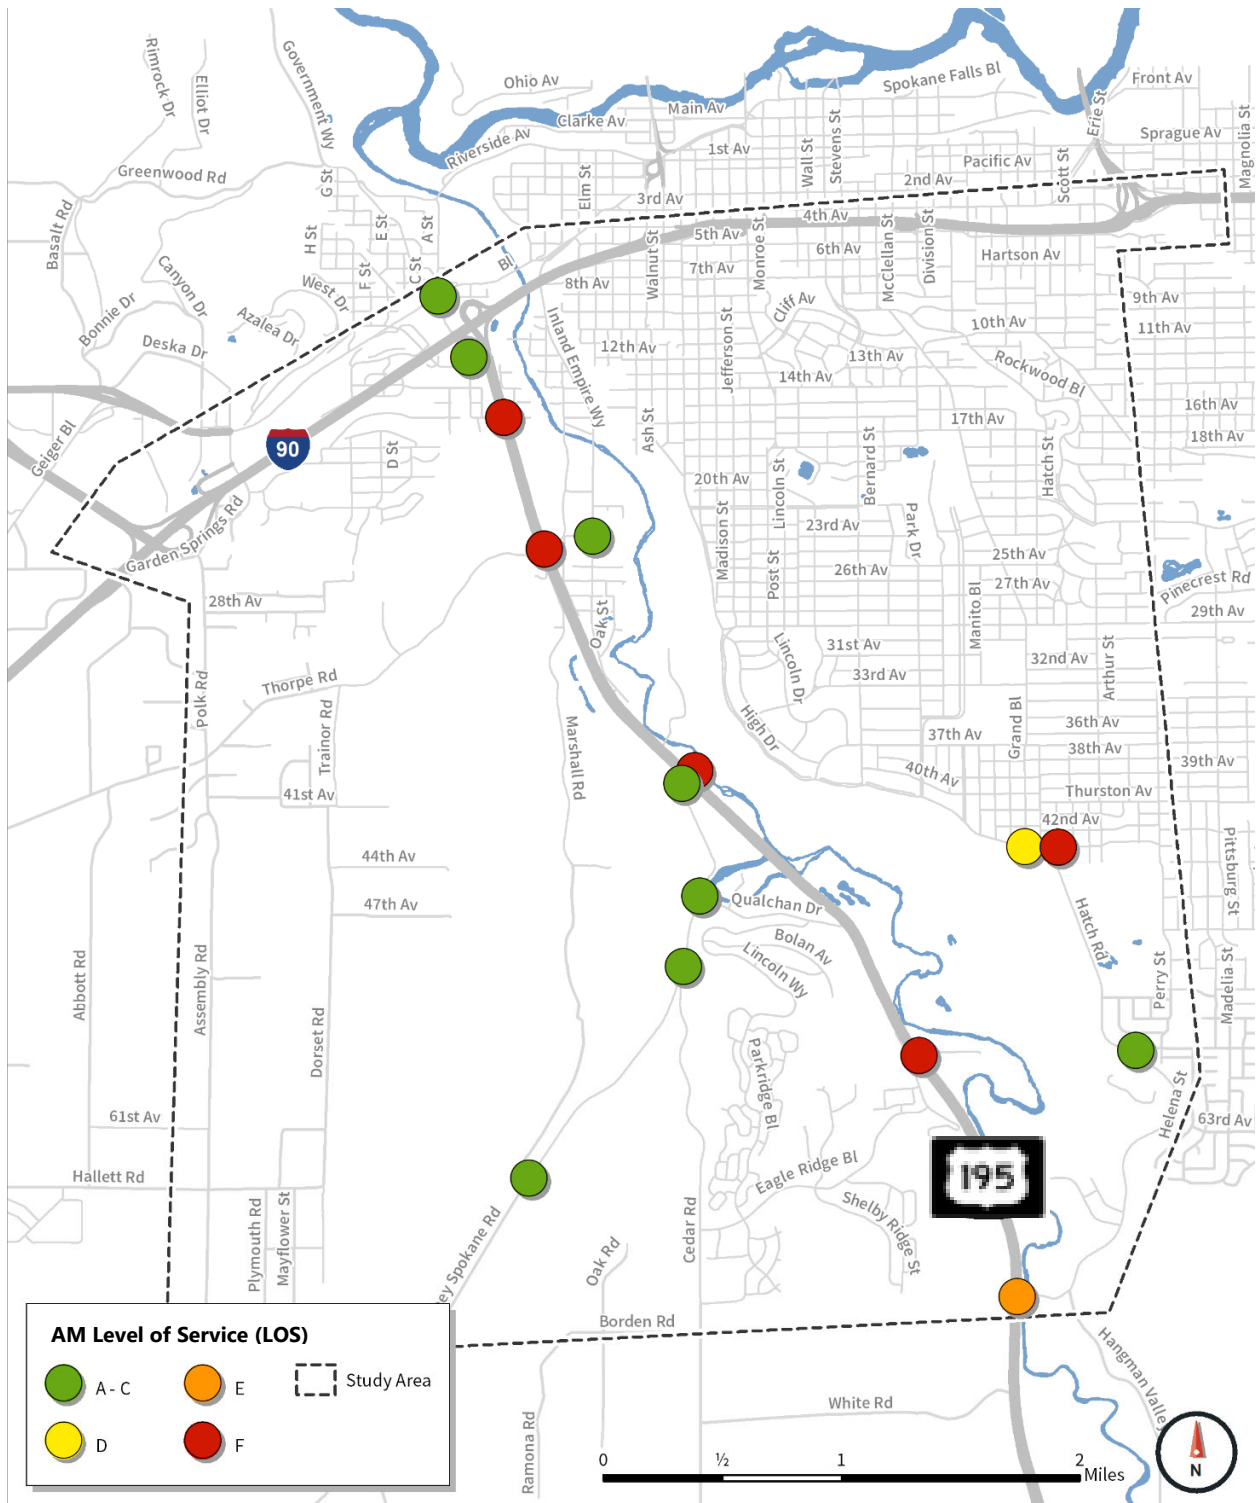 Rimrock Dr
Elliot Dr
Government Wy
Ohio Av
Clarke Av
Main Av
Spokane Falls Bl
Front Av
Erie St
Sprague Av
Magnolia St
Riverside Av
1st Av
Wall St
Stevens St
Pacific Av
Scott St
Greenwood Rd
G St
Elm St
3rd Av
2nd Av
Basalt Rd
H St
E St
A St
4th Av
5th Av
Walnut St
Monroe St
6th Av
McClellan St
Division St
Hartson Av
F St
C St
Bl
8th Av
7th Av
Canyon Dr
West Dr
Bonnie Dr
Azalea Dr
Cliff Av
9th Av
10th Av
11th Av
Deska Dr
Inland Empire Wy
12th Av
Jefferson St
13th Av
14th Av
Rockwood Bl
16th Av
17th Av
18th Av
Geiger Bl
90
D St
Ash St
Bernard St
Hatch St
20th Av
Lincoln St
Madison St
23rd Av
Park Dr
Garden Springs Rd
Post St
25th Av
26th Av
27th Av
Pinecrest Rd
28th Av
Oak St
Manito Bl
29th Av
31st Av
Lincoln Dr
33rd Av
32nd Av
Arthur St
Polk Rd
Thorpe Rd
Trainor Rd
Marshall Rd
High Dr
37th Av
Grand Bl
36th Av
38th Av
39th Av
40th Av
41st Av
Thurston Av
42nd Av
44th Av
47th Av
Qualchan Dr
Bolan Av
Lincoln Wy
Hatch Rd
Pittsburg St
Abbott Rd
Assembly Rd
Perry St
Madelia St
Dorset Rd
Parkridge Bl
61st Av
Helena St
63rd Av
Hallett Rd
Eagle Ridge Bl
195
Shelby Ridge St
Plymouth Rd
Mayflower St
ey Spokane Rd
Oak Rd
Cedar Rd
Borden Rd
Hangman Valley
White Rd
Ramona Rd
AM Level of Service (LOS)
A - C
E
Study Area
D
F
0 ½ 1 2
Miles
N